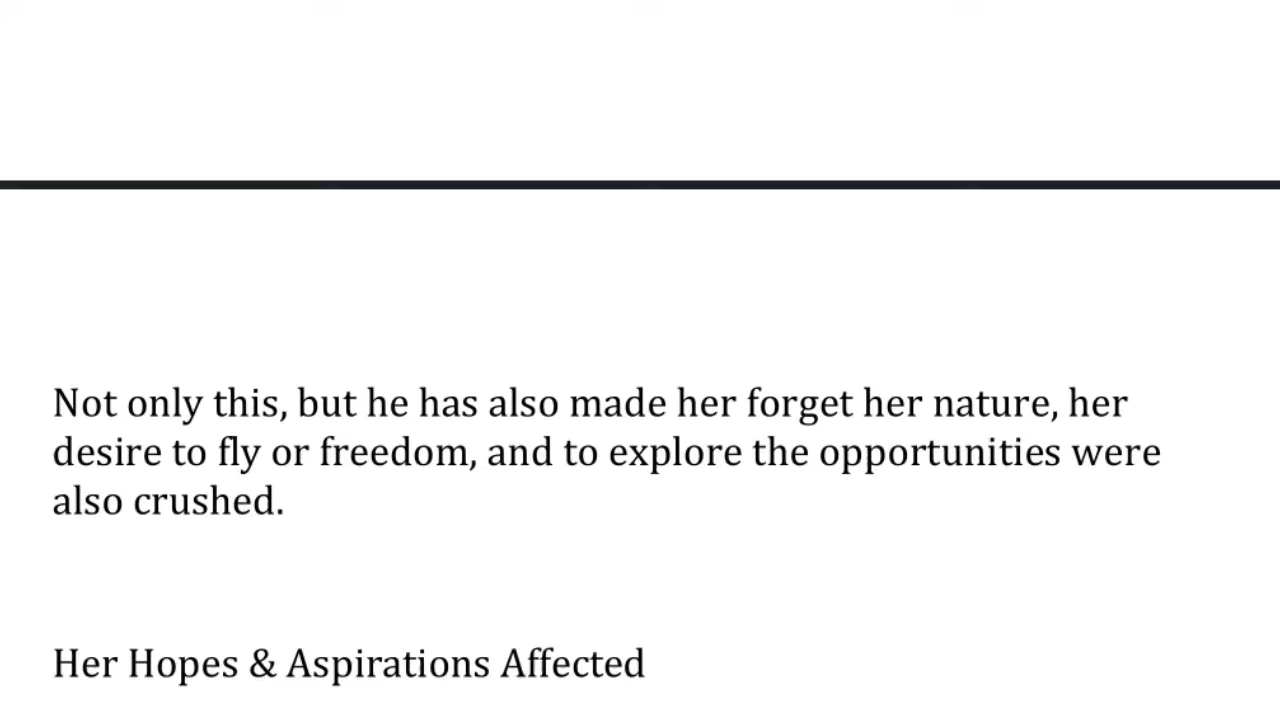 Not only this, but he has also made her forget her nature, her
desire to fly or freedom, and to explore the opportunities were
also crushed.
Her Hopes & Aspirations Affected